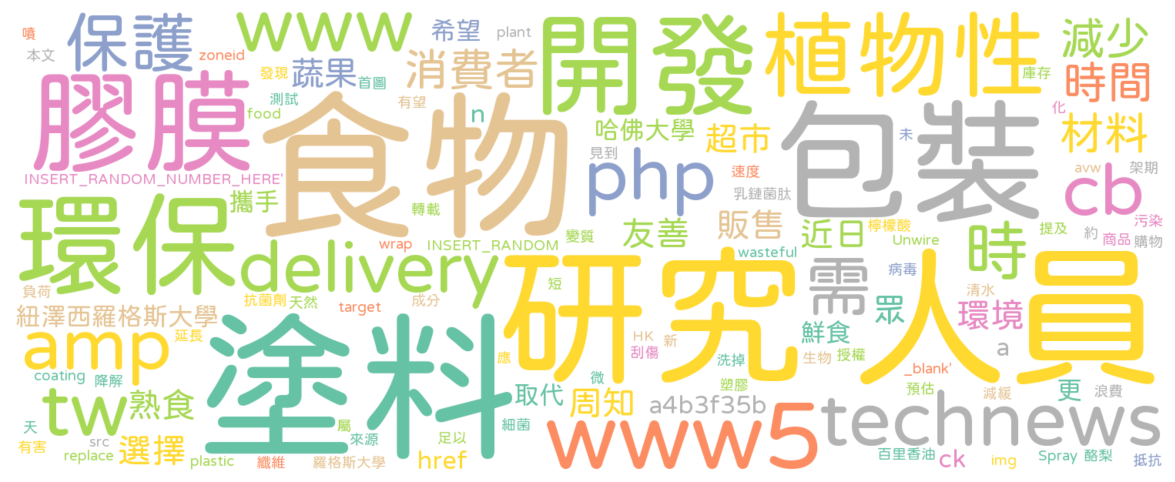 噴
保護
www
希望
plant
開發
植物性
減少
本文
zoneid
發現
蔬果
首圖
消費者
時間
庫存
膠膜
測試
有望
food
食物
n
哈佛大學
超市
包裝
未
化
材料
見到
php
速度
avw
架期
INSERT_RANDOM_NUMBER_HERE'
乳鏈菌肽
cb
環保
攜手
轉載
友善
販售
檸檬酸
近日
時
污染
提及
約
商品
購物
wrap
INSERT_RANDOM
變質
wasteful
Unwire
delivery
研究
人員
需
病毒
負荷
抗菌劑
天然
target
成分
短
清水
紐澤西羅格斯大學
眾
環境
延長
塗料
HK
新
鮮食
amp
刮傷
應
洗掉
生物
授權
a
coating
降解
微
塑膠
_blank'
預估
更
減緩
浪費
tw
熟食
取代
周知
a4b3f35b
天
屬
來源
細菌
technews
有害
src
選擇
足以
www5
replace
plastic
纖維
羅格斯大學
href
百里香油
ck
img
Spray
酪梨
抵抗